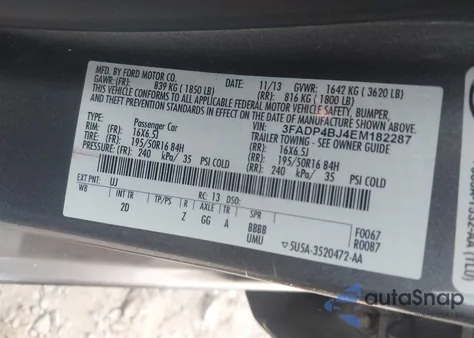 MFD. BY FORD MOTOR CO.
DATE: 11/13 GVWR: 1642 KG ( 3620 LB)
GAWR:(FR): 839 KG ( 1850 LB) (RR): 816 KG ( 1800 LB)
THIS VEHICLE CONFORMS TO ALL APPLICABLE FEDERAL MOTOR VEHICLE SAFETY, BUMPER,
AND THEFT PREVENTION STANDARDS IN EFFECT ON THE DATE OF MANUFACTURE SHOWN ABOVE.
VIN: 3FADP4BJ4EM182287
TYPE: Passenger Car TRAILER TOWING - SEE OWNER GUIDE
RIM:(FR): 16X6.5J 16X6.5J
TIRE:(FR): 195/50R16 84H 195/50R16 84H
PRESSURE:(FR): 240 kPa/ 35 PSI COLD (RR): 240 kPa/ 35 PSI COLD
EXT PNT: UJ RC: 13 DSO:
WB INT TP/PS R AXLE TR SPR F0067
2D Z GG A BBBB R0087
UMU ▽ 5U5A-3520472-AA
autoSnap